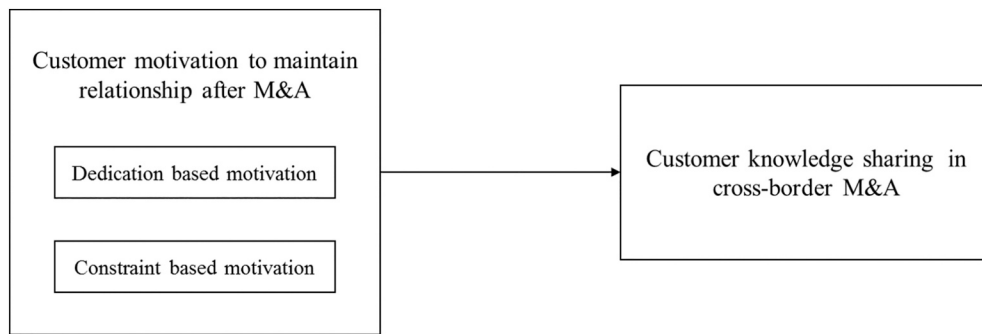 Customer motivation to maintain
relationship after M&A
Dedication based motivation
Constraint based motivation
Customer knowledge sharing in
cross-border M&A